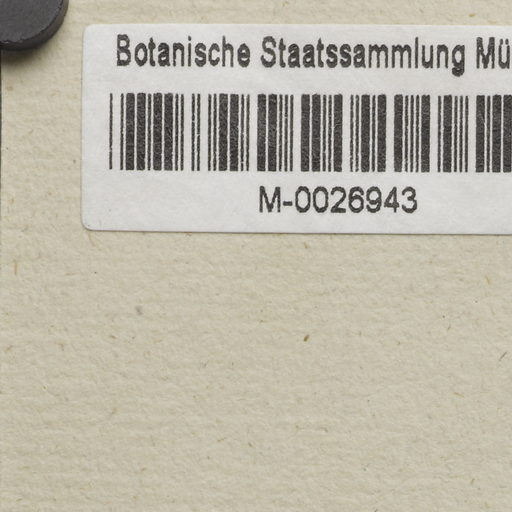 Botanische Staatssammlung Mü
M-0026943